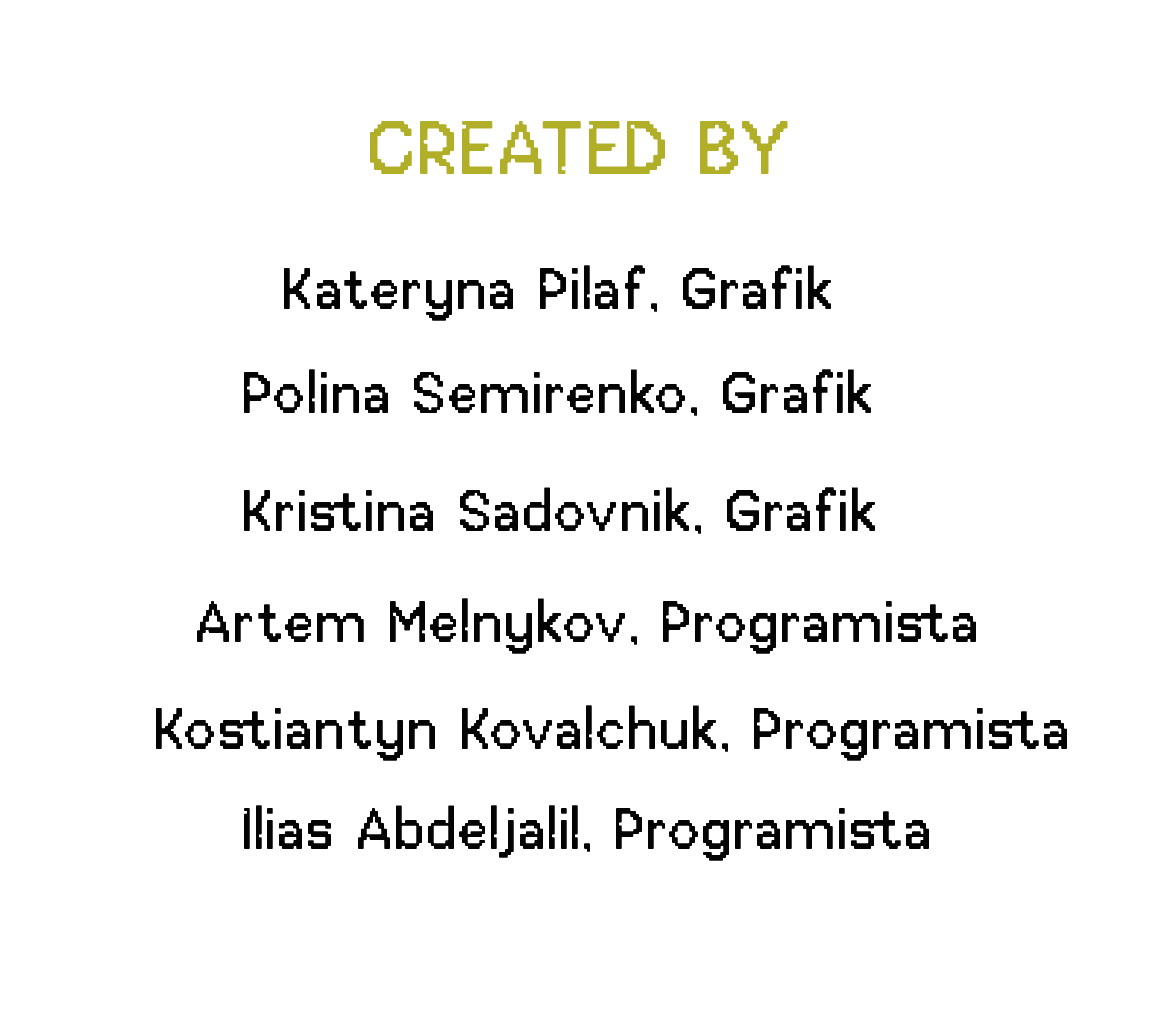 CREATED BY
Kateryna Pilaf, Grafik
Polina Semirenko, Grafik
Kristina Sadovnik, Grafik
Artem Melnykov, Programista
Kostiantyn Kovalchuk, Programista
Ilias Abdeljalil, Programista